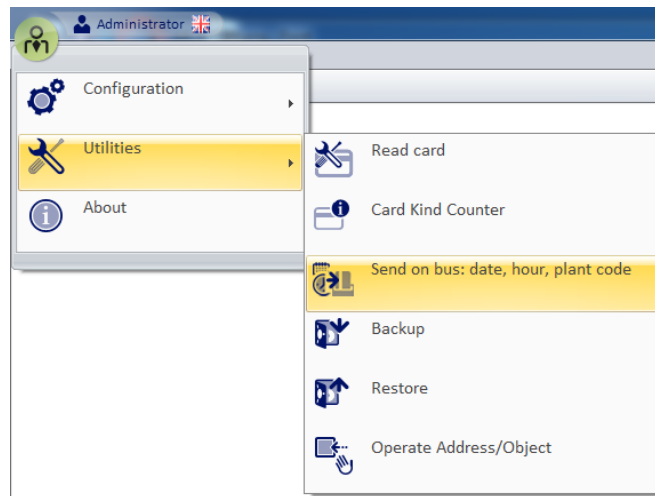 Administrator
Configuration
Utilities
About
Read card
Card Kind Counter
Send on bus: date, hour, plant code
Backup
Restore
Operate Address/Object